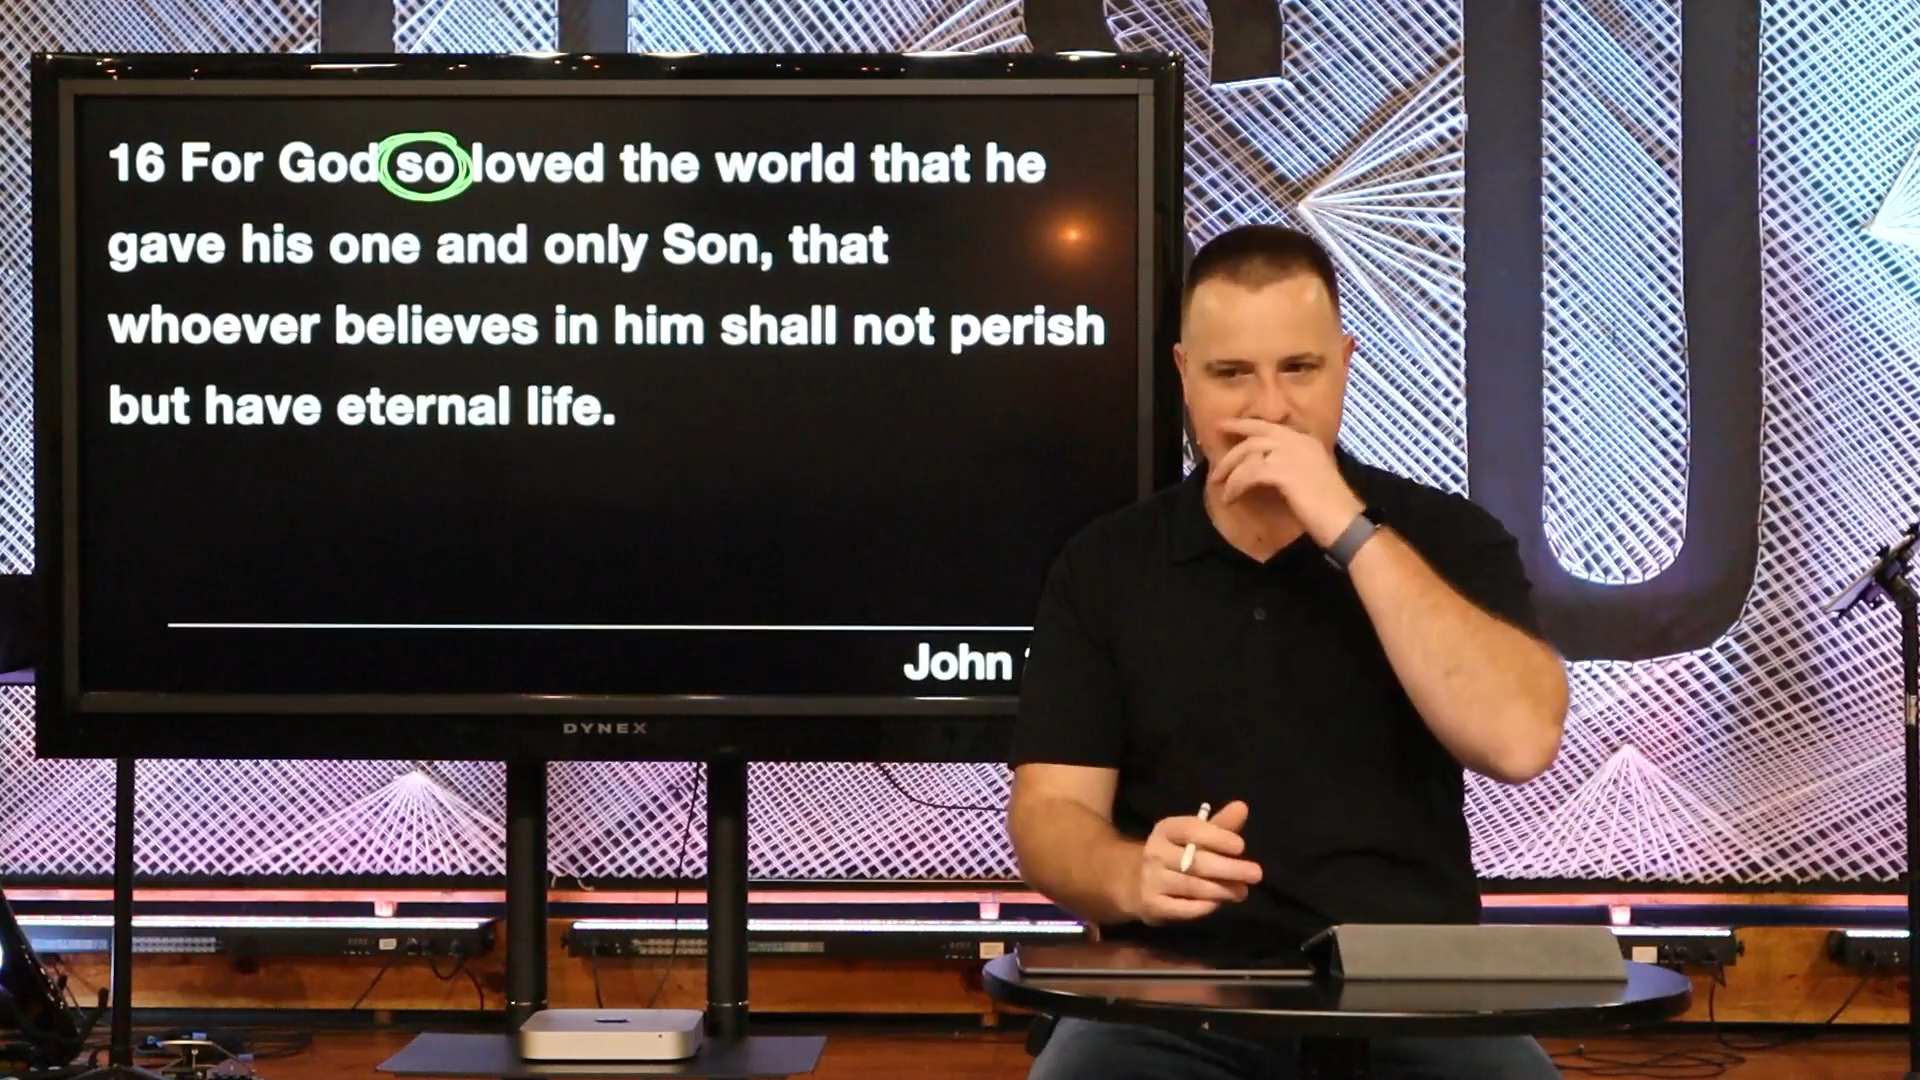 16 For God so loved the world that he
gave his one and only Son, that
whoever believes in him shall not perish
but have eternal life.
John
DYNEX